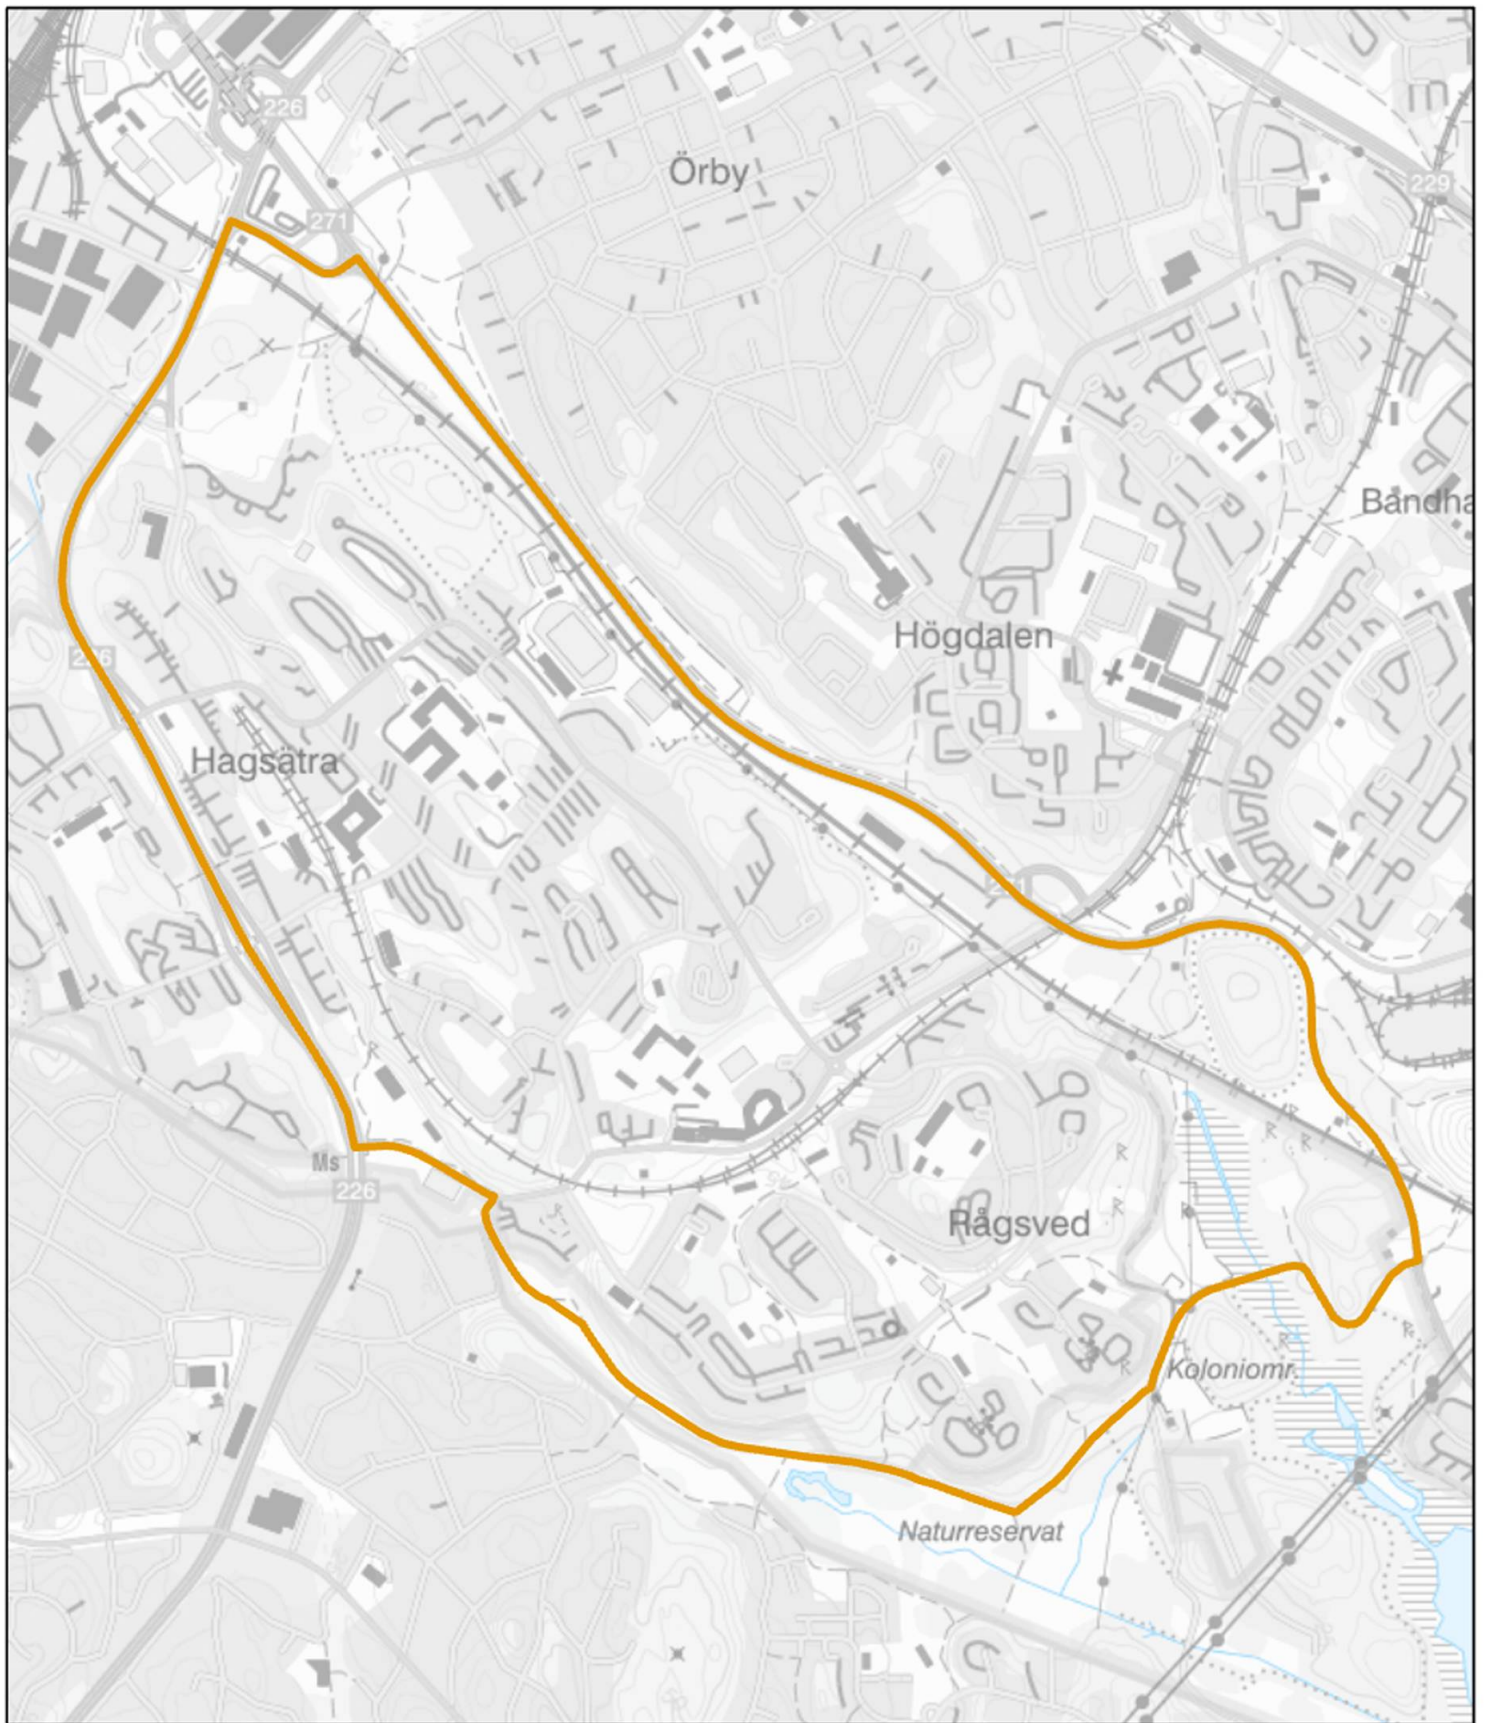 226
Örby
271
229
Bandha
Högdalen
226
Hagsätra
Ms
226
Rågsved
Koloniomr.
Naturreservat